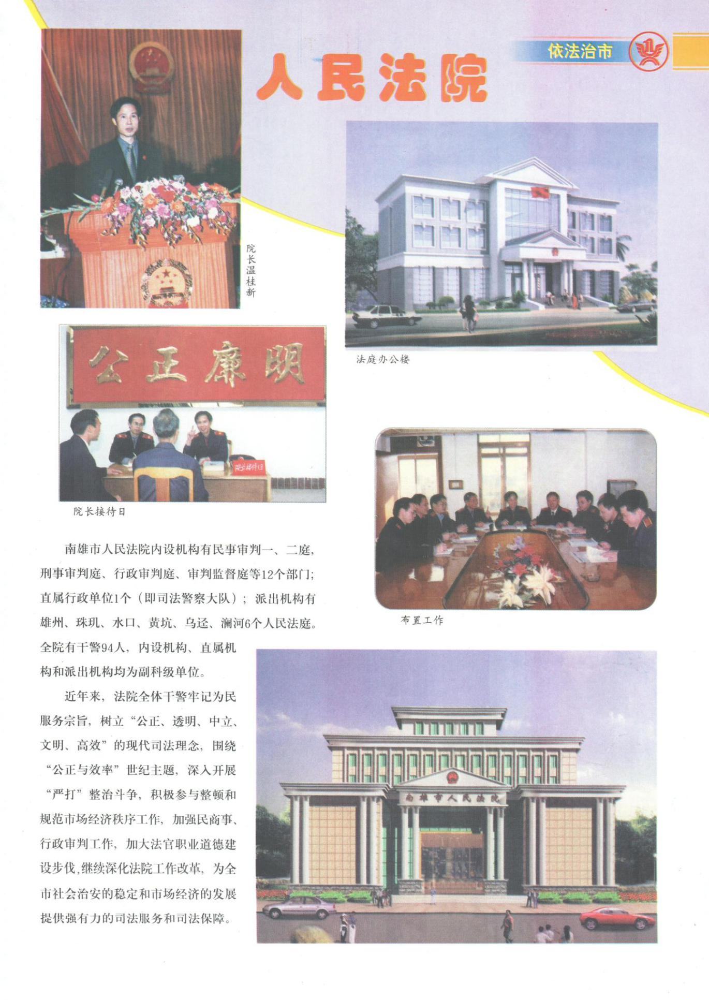 依法治市
人民法院
院长温桂新
法庭办公楼
公正廉明
院长接待日
院长接待日
布置工作
南雄市人民法院内设机构有民事审判一、二庭，
刑事审判庭、行政审判庭、审判监督庭等12个部门；
直属行政单位1个（即司法警察大队）；派出机构有
雄州、珠玑、水口、黄坑、乌迳、澜河6个人民法庭。
全院有干警94人，内设机构、直属机
构和派出机构均为副科级单位。
近年来，法院全体干警牢记为民
服务宗旨，树立“公正、透明、中立、
文明、高效”的现代司法理念，围绕
“公正与效率”世纪主题，深入开展
“严打”整治斗争，积极参与整顿和
规范市场经济秩序工作，加强民商事、
行政审判工作，加大法官职业道德建
设步伐,继续深化法院工作改革，为全
市社会治安的稳定和市场经济的发展
提供强有力的司法服务和司法保障。
南雄市人民法院